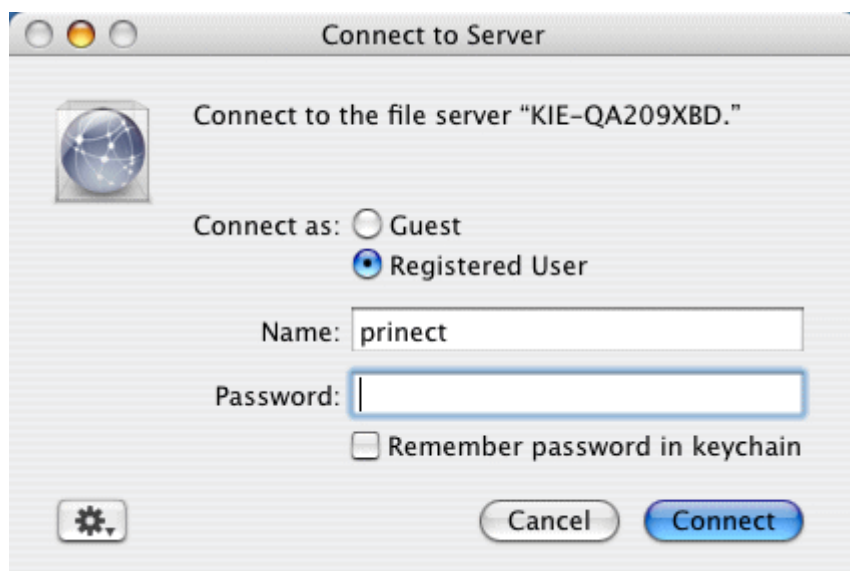 Connect to Server
Connect to the file server “KIE-QA209XBD.”
Connect as: Guest
Registered User
Name: prinect
Password:
Remember password in keychain
Cancel Connect